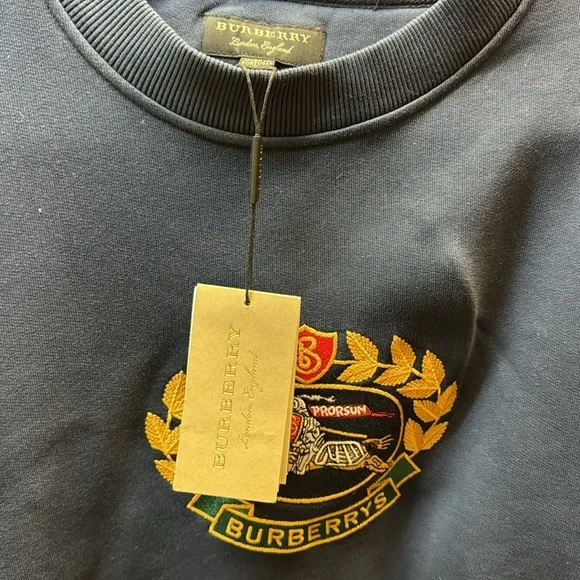 BURBERRY
London, England
BURBERRY
London, England
B
PRORSUM
BURBERRYS